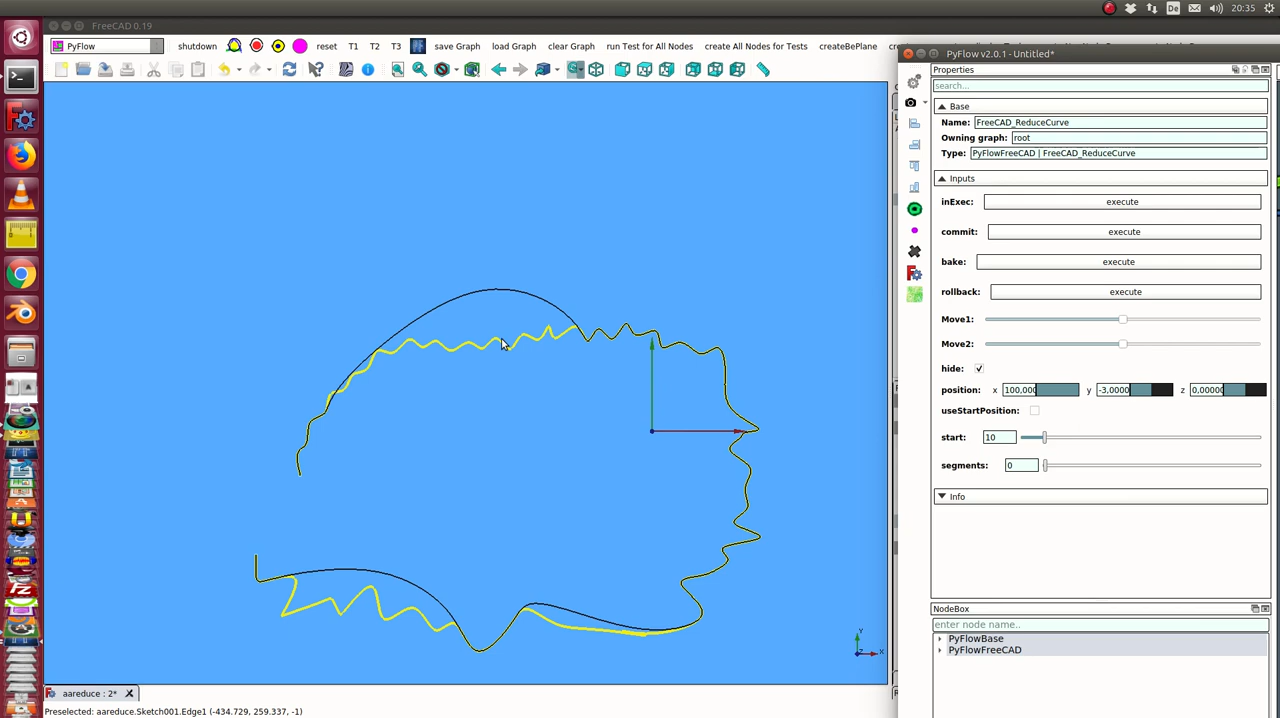 De
20:35
FreeCAD 0.19
PyFlow
shutdown
reset
T1
T2
T3
save Graph
load Graph
clear Graph
run Test for All Nodes
create All Nodes for Tests
createBePlane
PyFlow v2.0.1 - Untitled*
Properties
search...
Base
Name: FreeCAD_ReduceCurve
Owning graph: root
Type: PyFlowFreeCAD | FreeCAD_ReduceCurve
Inputs
inExec: execute
commit: execute
bake: execute
rollback: execute
Move1:
Move2:
hide:
position: x 100,000 y -3,0000 z 0,00000
useStartPosition:
start: 10
segments: 0
Info
Y
Z
X
NodeBox
enter node name..
PyFlowBase
PyFlowFreeCAD
aareduce : 2*
Preselected: aareduce.Sketch001.Edge1 (-434.729, 259.337, -1)